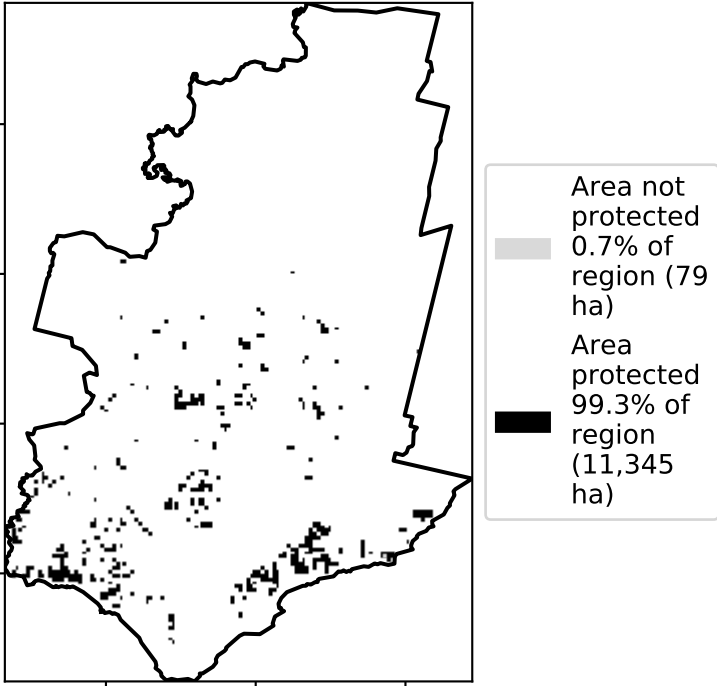 Area not
protected
0.7% of
region (79
ha)
Area
protected
99.3% of
region
(11,345
ha)